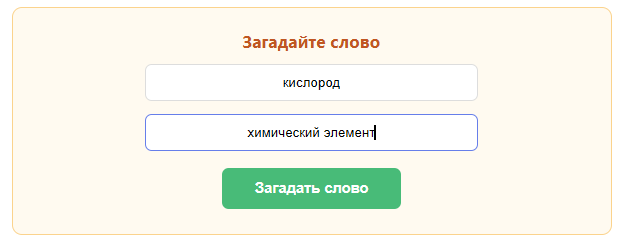 Загадайте слово
кислород
химический элемент
Загадать слово